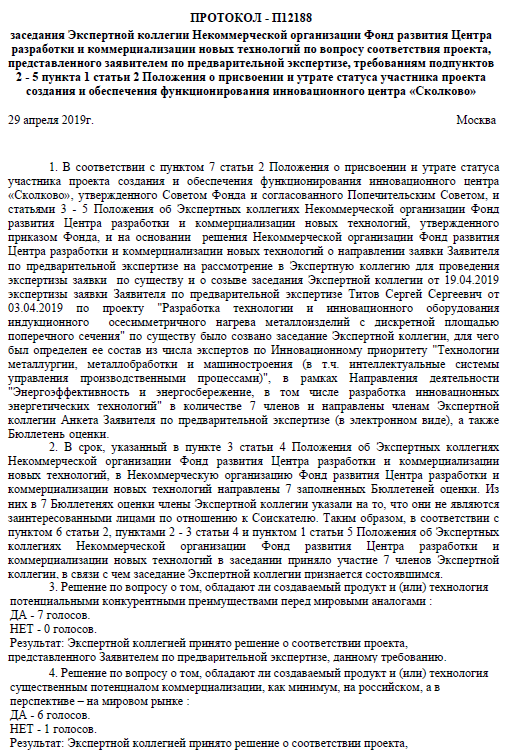 ПРОТОКОЛ - П12188
заседания Экспертной коллегии Некоммерческой организации Фонд развития Центра
разработки и коммерциализации новых технологий по вопросу соответствия проекта,
представленного заявителем по предварительной экспертизе, требованиям подпунктов
2 - 5 пункта 1 статьи 2 Положения о присвоении и утрате статуса участника проекта
создания и обеспечения функционирования инновационного центра «Сколково»
29 апреля 2019г. Москва
1. В соответствии с пунктом 7 статьи 2 Положения о присвоении и утрате статуса
участника проекта создания и обеспечения функционирования инновационного центра
«Сколково», утвержденного Советом Фонда и согласованного Попечительским Советом, и
статьями 3 - 5 Положения об Экспертных коллегиях Некоммерческой организации Фонд
развития Центра разработки и коммерциализации новых технологий, утвержденного
приказом Фонда, и на основании решения Некоммерческой организации Фонд развития
Центра разработки и коммерциализации новых технологий о направлении заявки Заявителя
по предварительной экспертизе на рассмотрение в Экспертную коллегию для проведения
экспертизы заявки по существу и о созыве заседания Экспертной коллегии от 19.04.2019
экспертизы заявки Заявителя по предварительной экспертизе Титов Сергей Сергеевич от
03.04.2019 по проекту "Разработка технологии и инновационного оборудования
индукционного осесимметричного нагрева металлоизделий с дискретной площадью
поперечного сечения" по существу было созвано заседание Экспертной коллегии, для чего
был определен ее состав из числа экспертов по Инновационному приоритету "Технологии
металлургии, металлобработки и машиностроения (в т.ч. интеллектуальные системы
управления производственными процессами)", в рамках Направления деятельности
"Энергоэффективность и энергосбережение, в том числе разработка инновационных
энергетических технологий" в количестве 7 членов и направлены членам Экспертной
коллегии Анкета Заявителя по предварительной экспертизе (в электронном виде), а также
Бюллетень оценки.
2. В срок, указанный в пункте 3 статьи 4 Положения об Экспертных коллегиях
Некоммерческой организации Фонд развития Центра разработки и коммерциализации
новых технологий, в Некоммерческую организацию Фонд развития Центра разработки и
коммерциализации новых технологий направлены 7 заполненных Бюллетеней оценки. Из
них в 7 Бюллетенях оценки члены Экспертной коллегии указали на то, что они не являются
заинтересованными лицами по отношению к Соискателю. Таким образом, в соответствии с
пунктом 6 статьи 2, пунктами 2 - 3 статьи 4 и пунктом 1 статьи 5 Положения об Экспертных
коллегиях Некоммерческой организации Фонд развития Центра разработки и
коммерциализации новых технологий в заседании приняло участие 7 членов Экспертной
коллегии, в связи с чем заседание Экспертной коллегии признается состоявшимся.
3. Решение по вопросу о том, обладают ли создаваемый продукт и (или) технология
потенциальными конкурентными преимуществами перед мировыми аналогами :
ДА - 7 голосов.
НЕТ - 0 голосов.
Результат: Экспертной коллегией принято решение о соответствии проекта,
представленного Заявителем по предварительной экспертизе, данному требованию.
4. Решение по вопросу о том, обладают ли создаваемый продукт и (или) технология
существенным потенциалом коммерциализации, как минимум, на российском, а в
перспективе – на мировом рынке :
ДА - 6 голосов.
НЕТ - 1 голосов.
Результат: Экспертной коллегией принято решение о соответствии проекта,